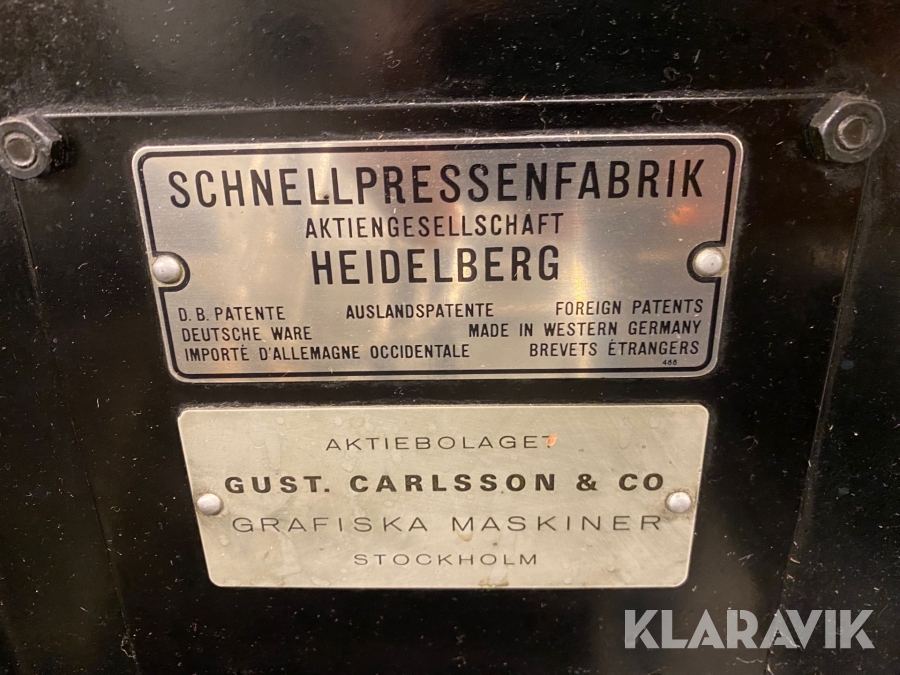 SCHNELLPRESSENFABRIK
AKTIENGESELLSCHAFT
HEIDELBERG
D.B. PATENTE AUSLANDSPATENTE FOREIGN PATENTS
DEUTSCHE WARE MADE IN WESTERN GERMANY
IMPORTÉ D'ALLEMAGNE OCCIDENTALE BREVETS ÉTRANGERS
488
AKTIEBOLAGET
GUST. CARLSSON & CO
GRAFISKA MASKINER
STOCKHOLM
KLARAVIK